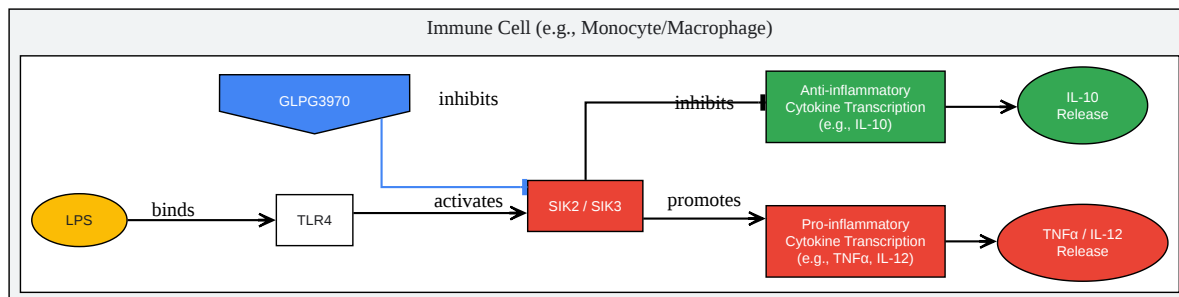 Immune Cell (e.g., Monocyte/Macrophage)
GLPG3970
inhibits
inhibits
Anti-inflammatory
Cytokine Transcription
(e.g., IL-10)
IL-10
Release
LPS
binds
TLR4
activates
SIK2 / SIK3
promotes
Pro-inflammatory
Cytokine Transcription
(e.g., TNFα, IL-12)
TNFα / IL-12
Release